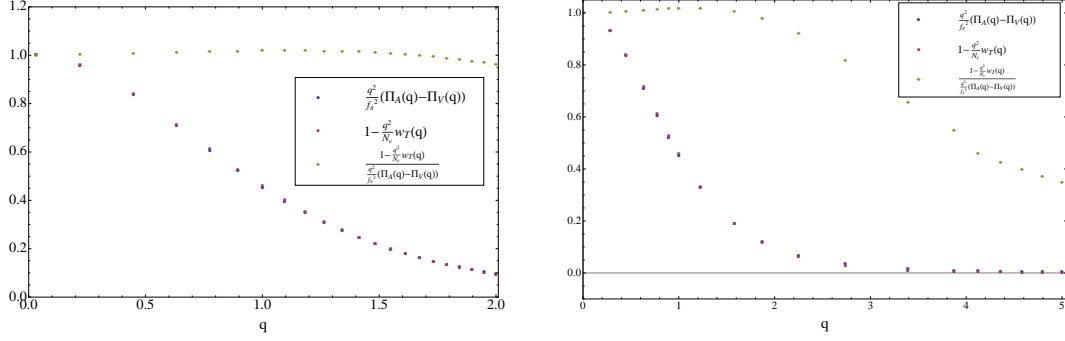 1.2
1.0
0.8
0.6
0.4
0.2
0.0
0.0 0.5 1.0 1.5 2.0
q
q²/f_π² (Π_A(q)−Π_V(q))
1−q²/N_c w_T(q)
(1−q²/N_c w_T(q))/(q²/f_π² (Π_A(q)−Π_V(q)))
1.0
0.8
0.6
0.4
0.2
0.0
0 1 2 3 4 5
q
q²/f_π² (Π_A(q)−Π_V(q))
1−q²/N_c w_T(q)
(1−q²/N_c w_T(q))/(q²/f_π² (Π_A(q)−Π_V(q)))